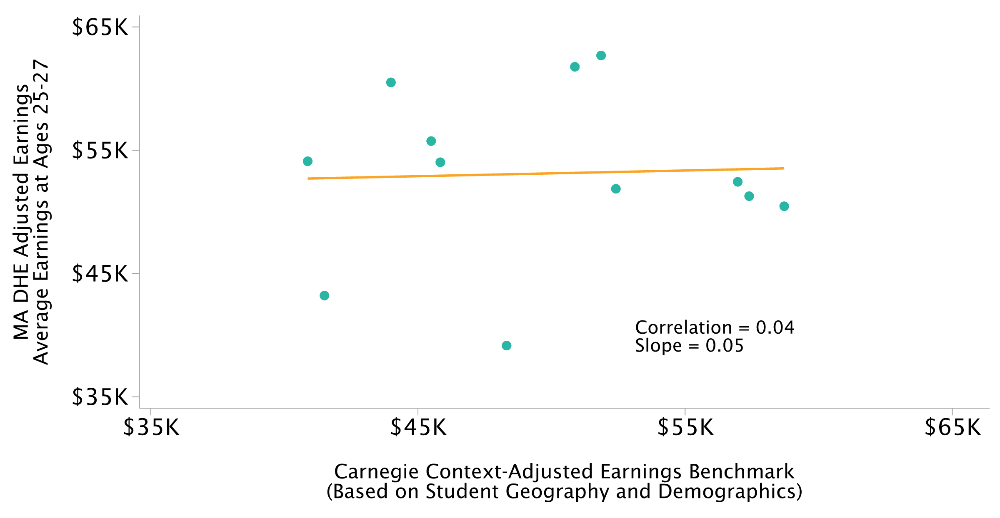 $65K
$55K
$45K
$35K
MA DHE Adjusted Earnings
Average Earnings at Ages 25-27
Correlation = 0.04
Slope = 0.05
$35K
$45K
$55K
$65K
Carnegie Context-Adjusted Earnings Benchmark
(Based on Student Geography and Demographics)